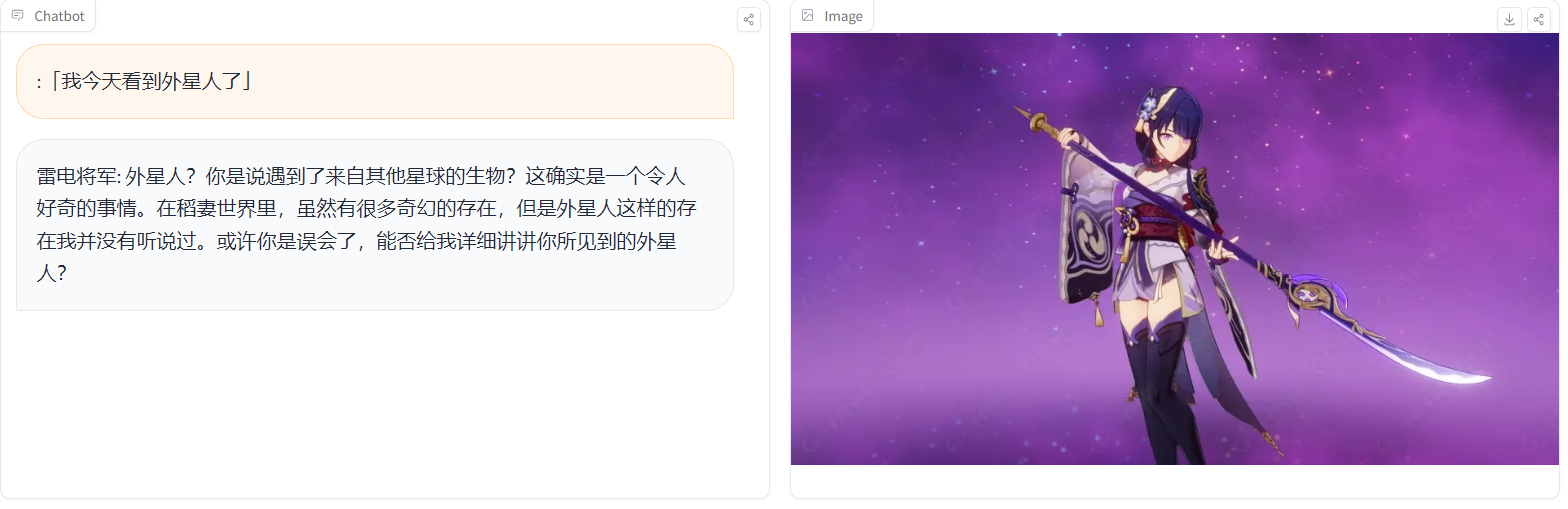 Chatbot
:「我今天看到外星人了」
雷电将军: 外星人？你是说遇到了来自其他星球的生物？这确实是一个令人
好奇的事情。在稻妻世界里，虽然有很多奇幻的存在，但是外星人这样的存
在我并没有听说过。或许你是误会了，能否给我详细讲讲你所见到的外星
人？
Image